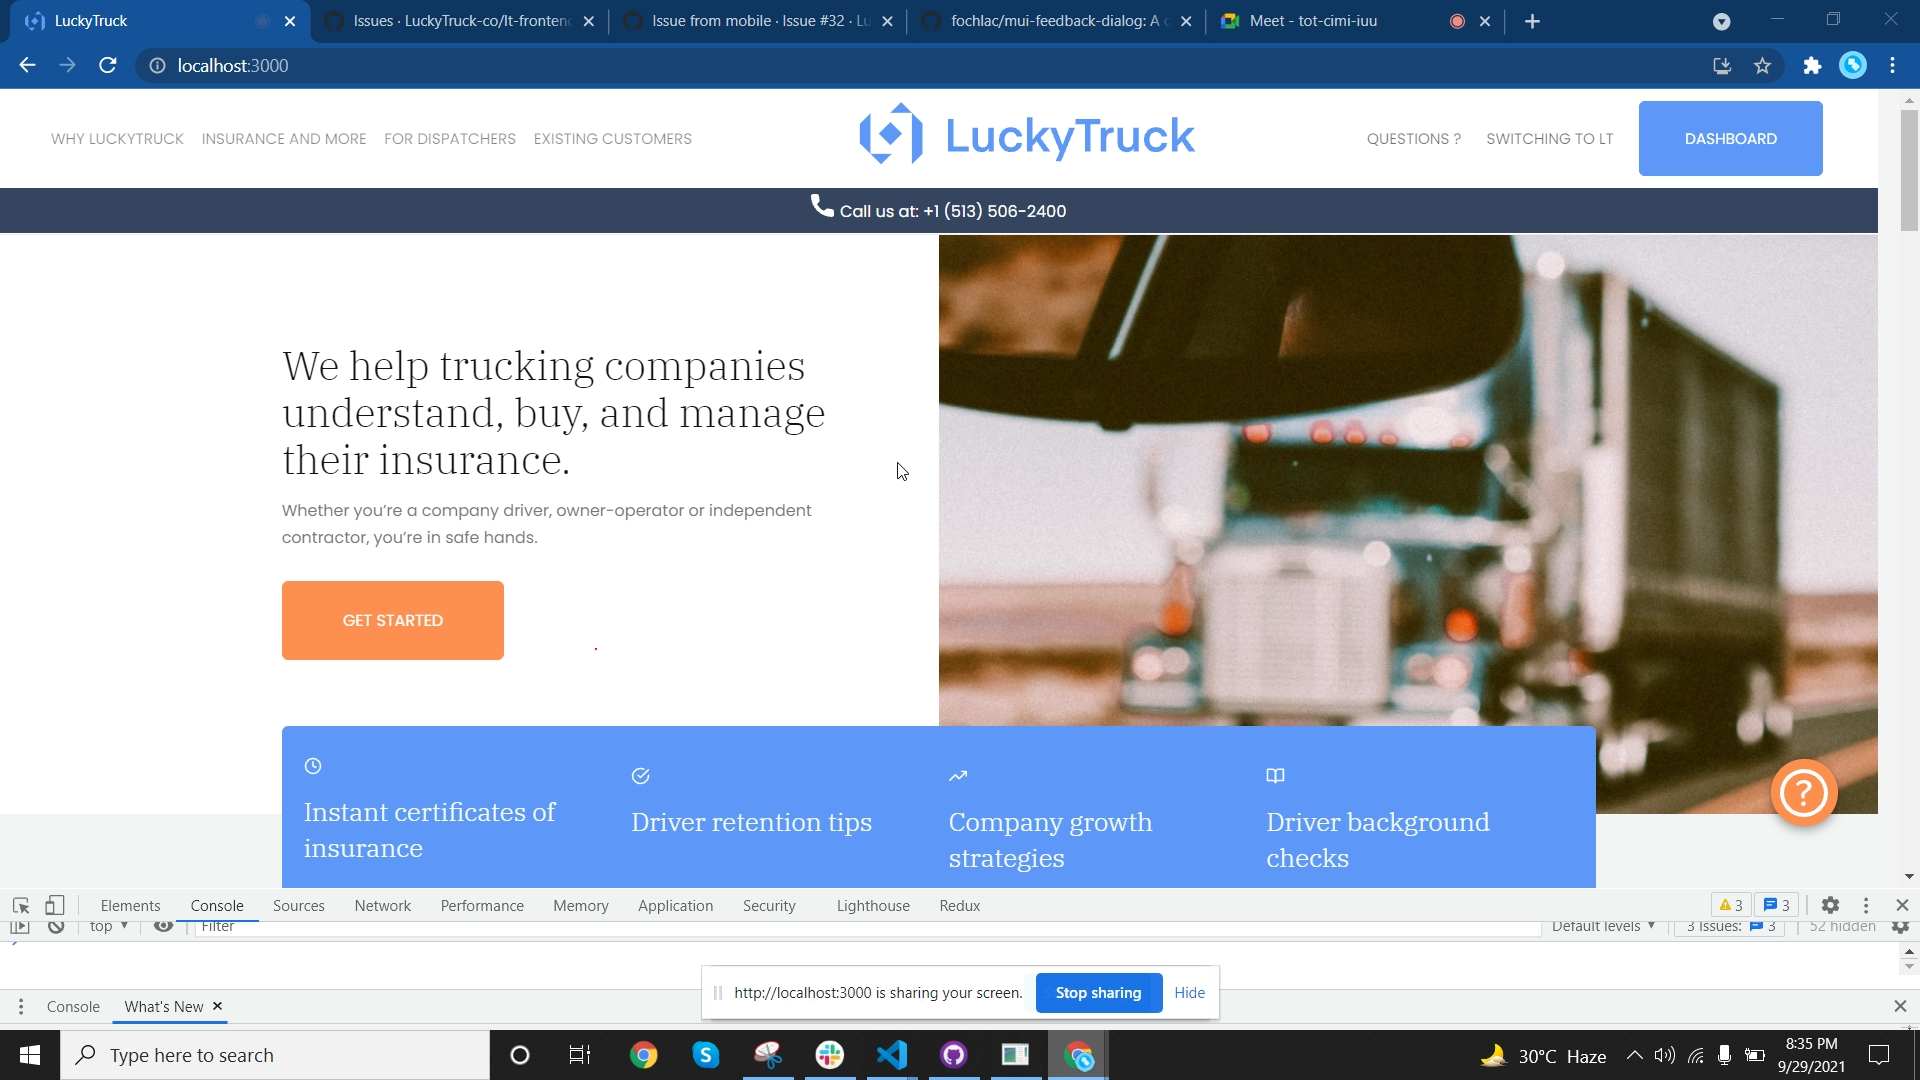 LuckyTruck
Issues · LuckyTruck-co/lt-frontend
Issue from mobile · Issue #32 · Lu
fochlac/mui-feedback-dialog: A c
Meet - tot-cimi-iuu
localhost:3000
WHY LUCKYTRUCK
INSURANCE AND MORE
FOR DISPATCHERS
EXISTING CUSTOMERS
LuckyTruck
QUESTIONS ?
SWITCHING TO LT
DASHBOARD
Call us at: +1 (513) 506-2400
We help trucking companies
understand, buy, and manage
their insurance.
Whether you're a company driver, owner-operator or independent
contractor, you're in safe hands.
GET STARTED
Instant certificates of
insurance
Driver retention tips
Company growth
strategies
Driver background
checks
?
Elements
Console
Sources
Network
Performance
Memory
Application
Security
Lighthouse
Redux
3
3
top
Filter
Default levels
3 Issues:
3
52 hidden
http://localhost:3000 is sharing your screen.
Stop sharing
Hide
Console
What's New
Type here to search
30°C Haze
8:35 PM
9/29/2021